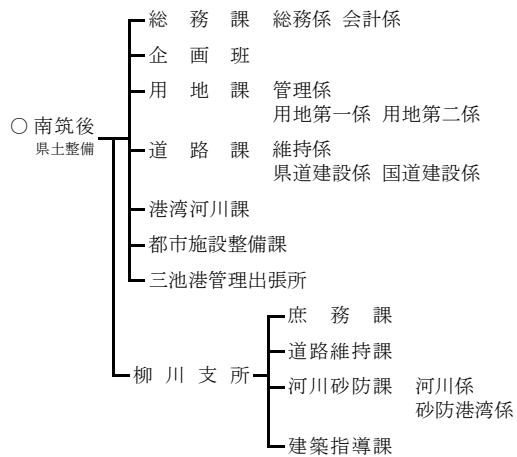 総務課 総務係 会計係
企画班
用地課 管理係
用地第一係 用地第二係
○南筑後
県土整備
道路課 維持係
県道建設係 国道建設係
港湾河川課
都市施設整備課
三池港管理出張所
柳川支所
庶務課
道路維持課
河川砂防課 河川係
砂防港湾係
建築指導課